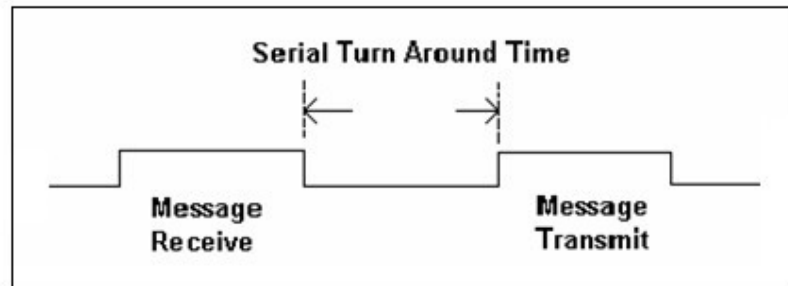 Serial Turn Around Time
Message
Receive
Message
Transmit